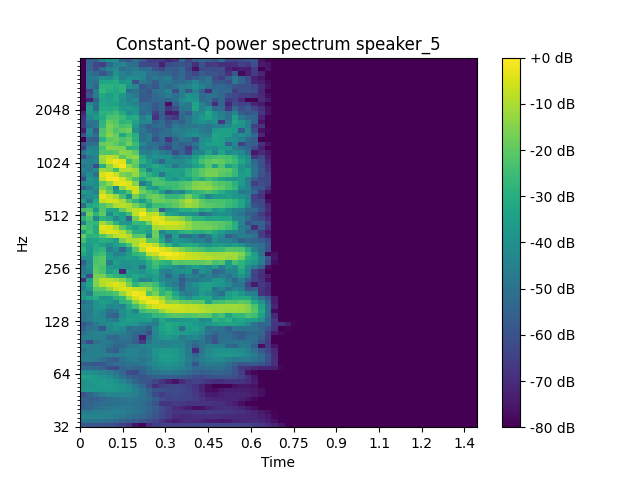 Constant-Q power spectrum speaker_5
Hz
2048
1024
512
256
128
64
32
0 0.15 0.3 0.45 0.6 0.75 0.9 1.1 1.2 1.4
Time
+0 dB
-10 dB
-20 dB
-30 dB
-40 dB
-50 dB
-60 dB
-70 dB
-80 dB